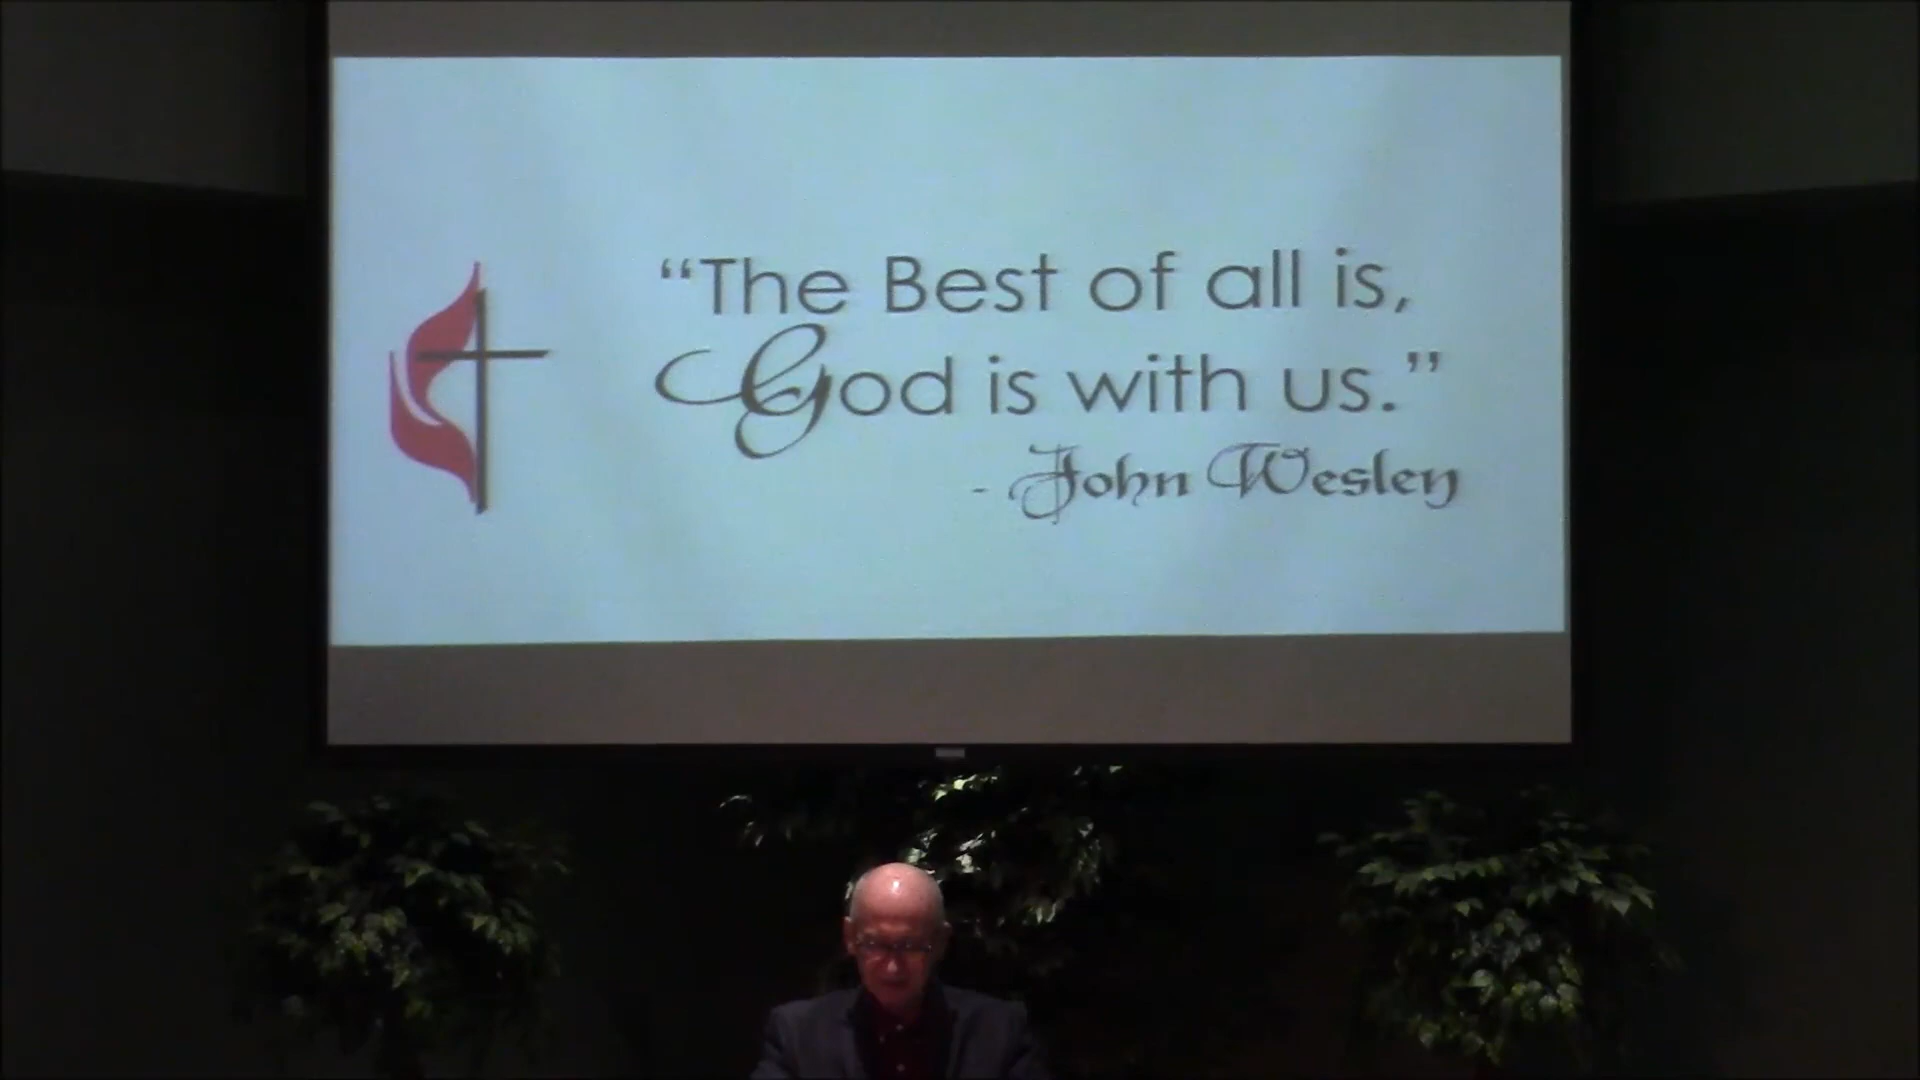 “The Best of all is,
God is with us.”
- John Wesley